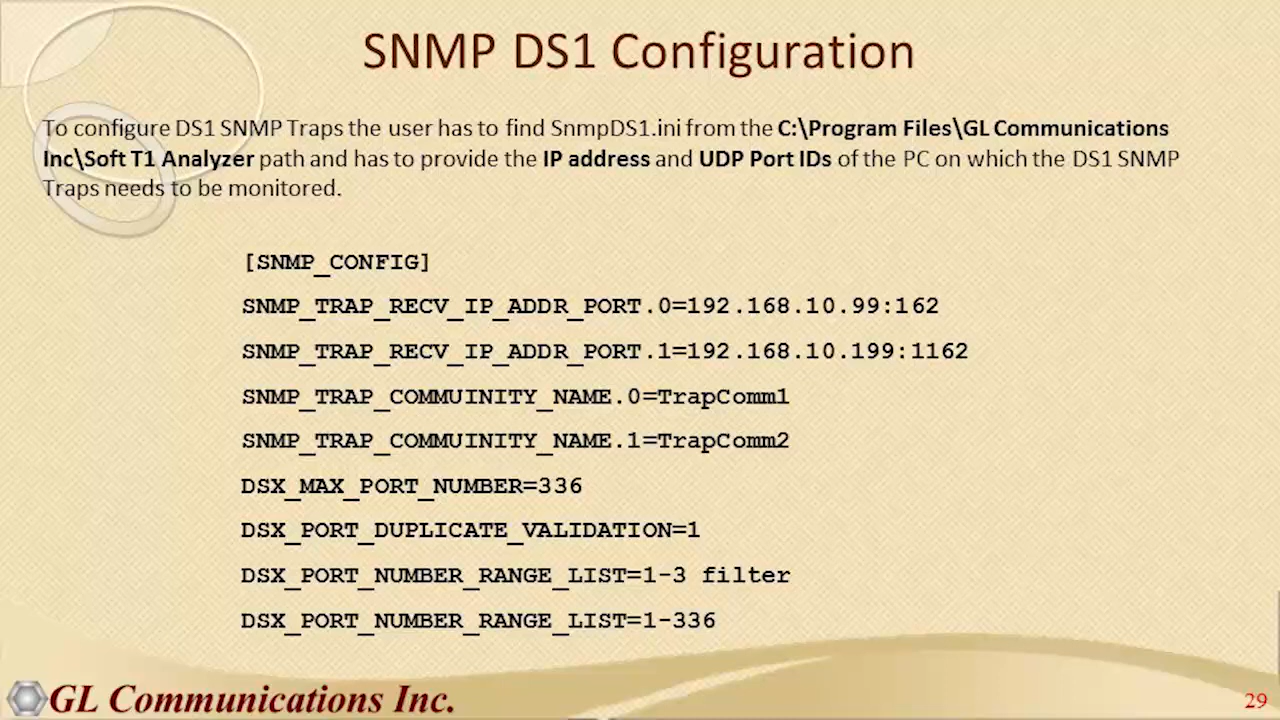 SNMP DS1 Configuration
To configure DS1 SNMP Traps the user has to find SnmpDS1.ini from the C:\Program Files\GL Communications
Inc\Soft T1 Analyzer path and has to provide the IP address and UDP Port IDs of the PC on which the DS1 SNMP
Traps needs to be monitored.
[SNMP_CONFIG]
SNMP_TRAP_RECV_IP_ADDR_PORT.0=192.168.10.99:162
SNMP_TRAP_RECV_IP_ADDR_PORT.1=192.168.10.199:1162
SNMP_TRAP_COMMUINITY_NAME.0=TrapComm1
SNMP_TRAP_COMMUINITY_NAME.1=TrapComm2
DSX_MAX_PORT_NUMBER=336
DSX_PORT_DUPLICATE_VALIDATION=1
DSX_PORT_NUMBER_RANGE_LIST=1-3 filter
DSX_PORT_NUMBER_RANGE_LIST=1-336
GL Communications Inc.
29